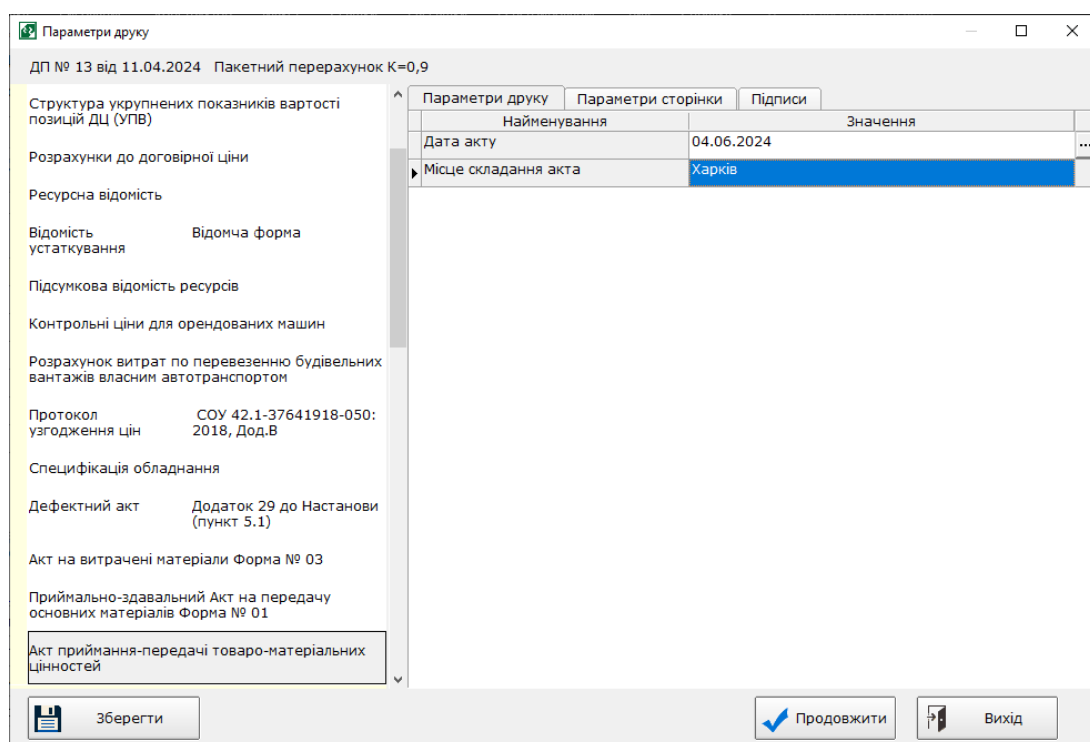 Параметри друку
ДП № 13 від 11.04.2024 Пакетний перерахунок К=0,9
Структура укрупнених показників вартості
позицій ДЦ (УПВ)
Розрахунки до договірної ціни
Ресурсна відомість
Відомість
устаткування
Відомча форма
Підсумкова відомість ресурсів
Контрольні ціни для орендованих машин
Розрахунок витрат по перевезенню будівельних
вантажів власним автотранспортом
Протокол
узгодження цін
СОУ 42.1-37641918-050:
2018, Дод.В
Специфікація обладнання
Дефектний акт
Додаток 29 до Настанови
(пункт 5.1)
Акт на витрачені матеріали Форма № 03
Приймально-здавальний Акт на передачу
основних матеріалів Форма № 01
Акт приймання-передачі товаро-матеріальних
цінностей
Параметри друку
Параметри сторінки
Підписи
Найменування
Значення
Дата акту
04.06.2024
...
Місце складання акта
Харків
Зберегти
Продовжити
Вихід